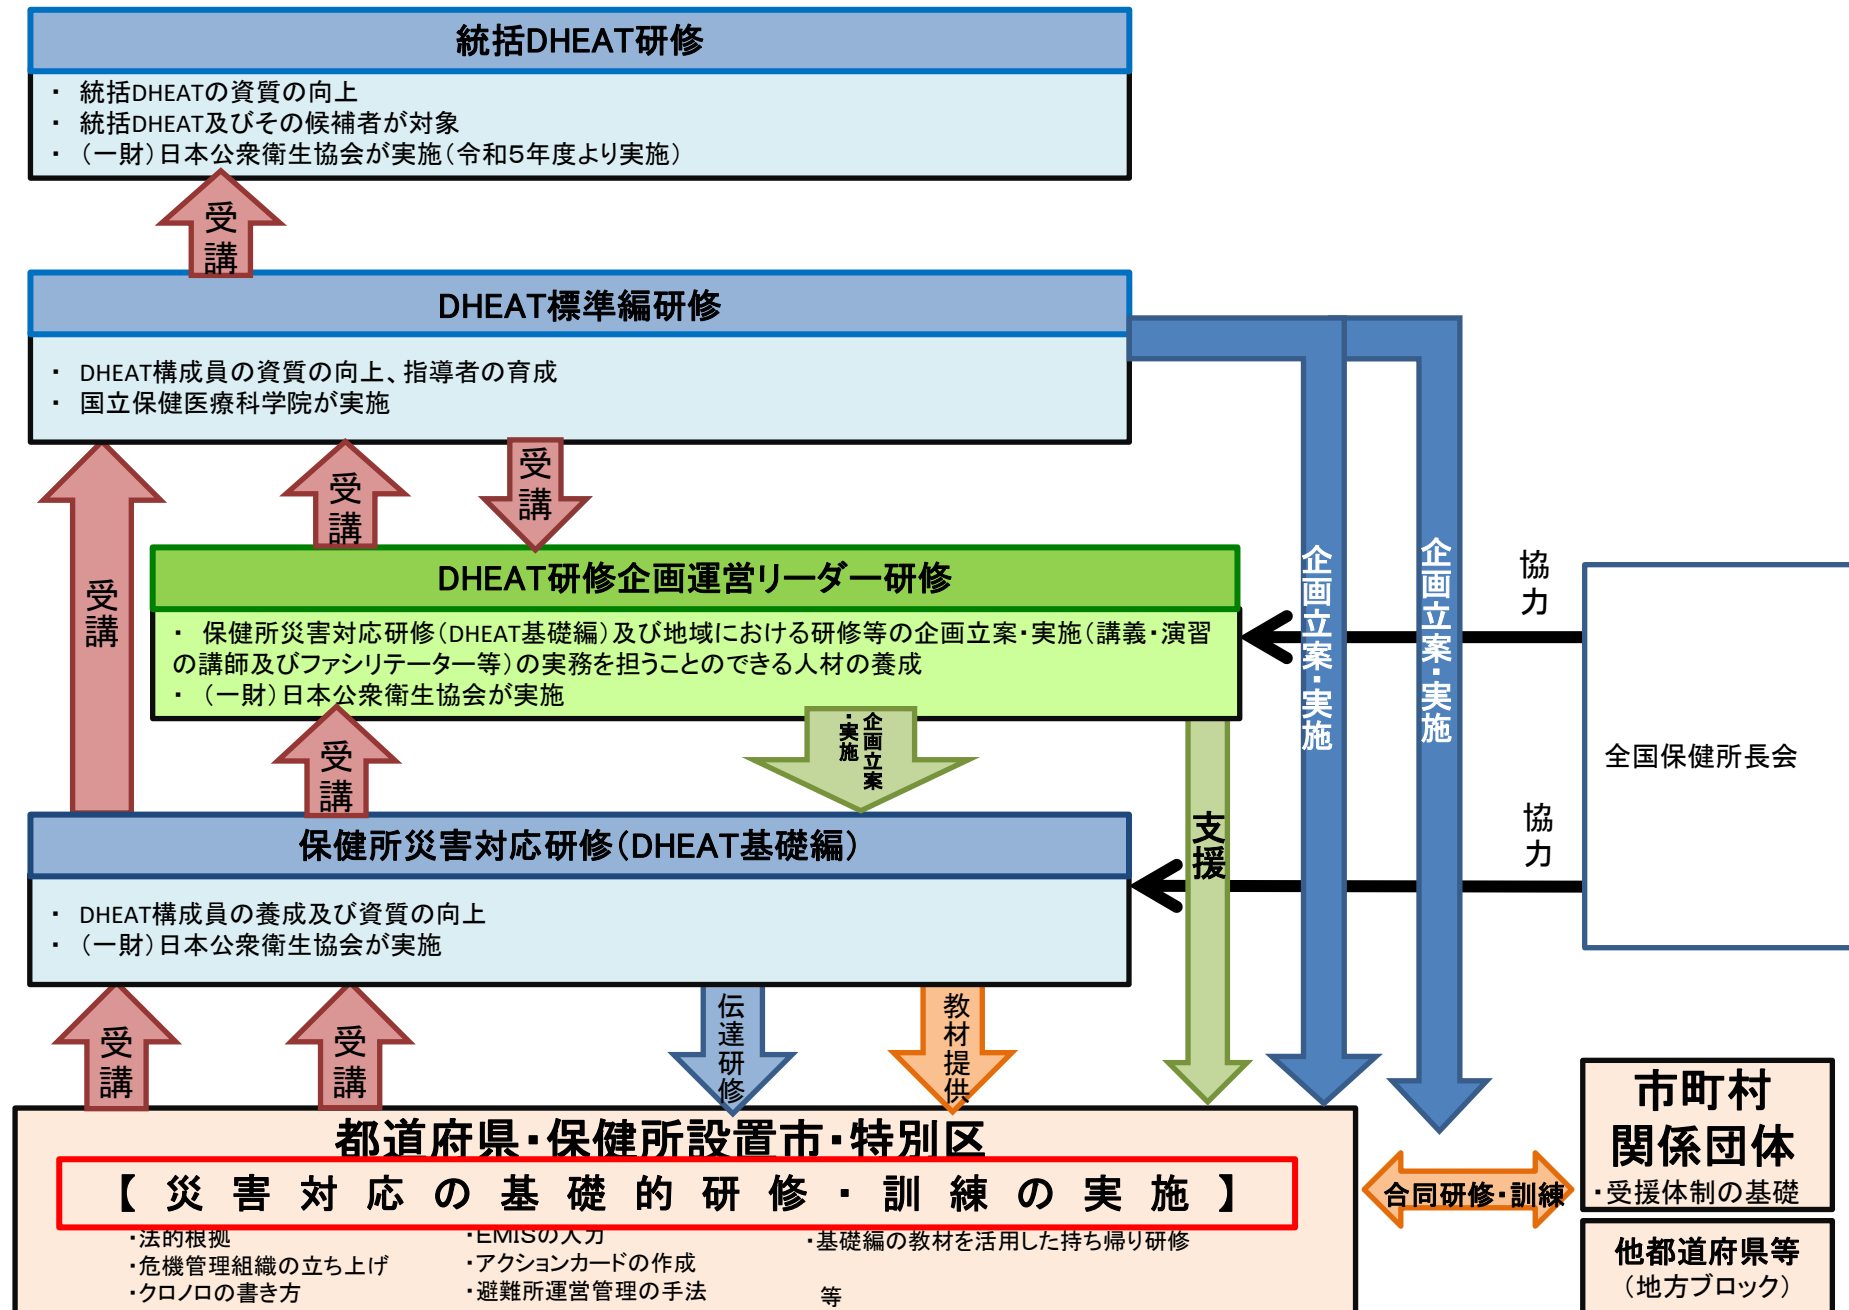 統括DHEAT研修
・ 統括DHEATの資質の向上
・ 統括DHEAT及びその候補者が対象
・ （一財）日本公衆衛生協会が実施（令和５年度より実施）
受講
DHEAT標準編研修
・ DHEAT構成員の資質の向上、指導者の育成
・ 国立保健医療科学院が実施
受講
受講
受講
DHEAT研修企画運営リーダー研修
・ 保健所災害対応研修（DHEAT基礎編）及び地域における研修等の企画立案・実施（講義・演習
の講師及びファシリテーター等）の実務を担うことのできる人材の養成
・ （一財）日本公衆衛生協会が実施
企画立案・実施
企画立案・実施
協力
全国保健所長会
協力
受講
企画立案
・実施
支援
保健所災害対応研修（DHEAT基礎編）
・ DHEAT構成員の養成及び資質の向上
・ （一財）日本公衆衛生協会が実施
受講
受講
伝達研修
教材提供
都道府県・保健所設置市・特別区
【災害対応の基礎的研修・訓練の実施】
・法的根拠
・危機管理組織の立ち上げ
・クロノロの書き方
・EMISの入力
・アクションカードの作成
・避難所運営管理の手法
・基礎編の教材を活用した持ち帰り研修
等
合同研修・訓練
市町村
関係団体
・受援体制の基礎
他都道府県等
（地方ブロック）